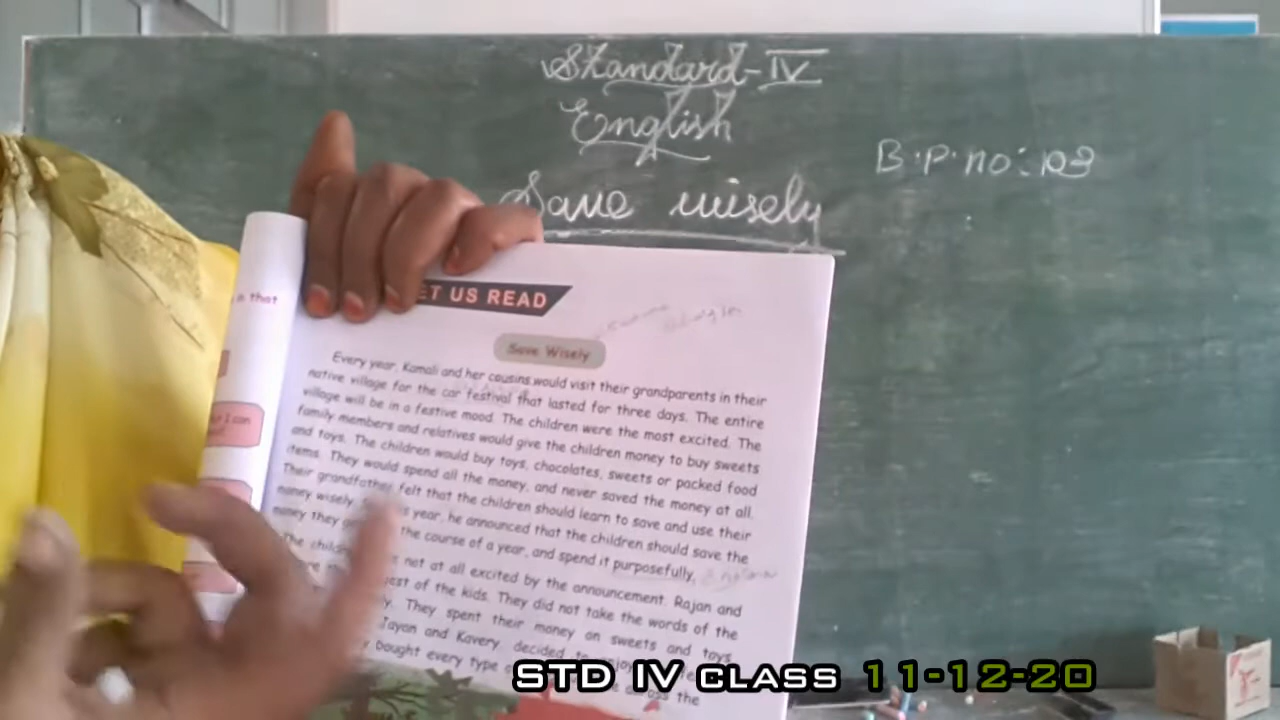 Standard-IV
English
B.P.no: 103
Save wisely
n that
ET US READ
Save Wisely
Every year, Kamali and her cousins would visit their grandparents in their
native village for the car festival that lasted for three days. The entire
village will be in a festive mood. The children were the most excited. The
family members and relatives would give the children money to buy sweets
and toys. The children would buy toys, chocolates, sweets or packed food
items. They would spend all the money, and never saved the money at all.
Their grandfather felt that the children should learn to save and use their
money wisely. year, he announced that the children should save the
money they the course of a year, and spend it purposefully.
The not at all excited by the announcement. Rajan and
of the kids. They did not take the words of the
They spent their money on sweets and toys
Jayan and Kavery decided to
bought every type the
I can
STD IV CLASS 11-12-20